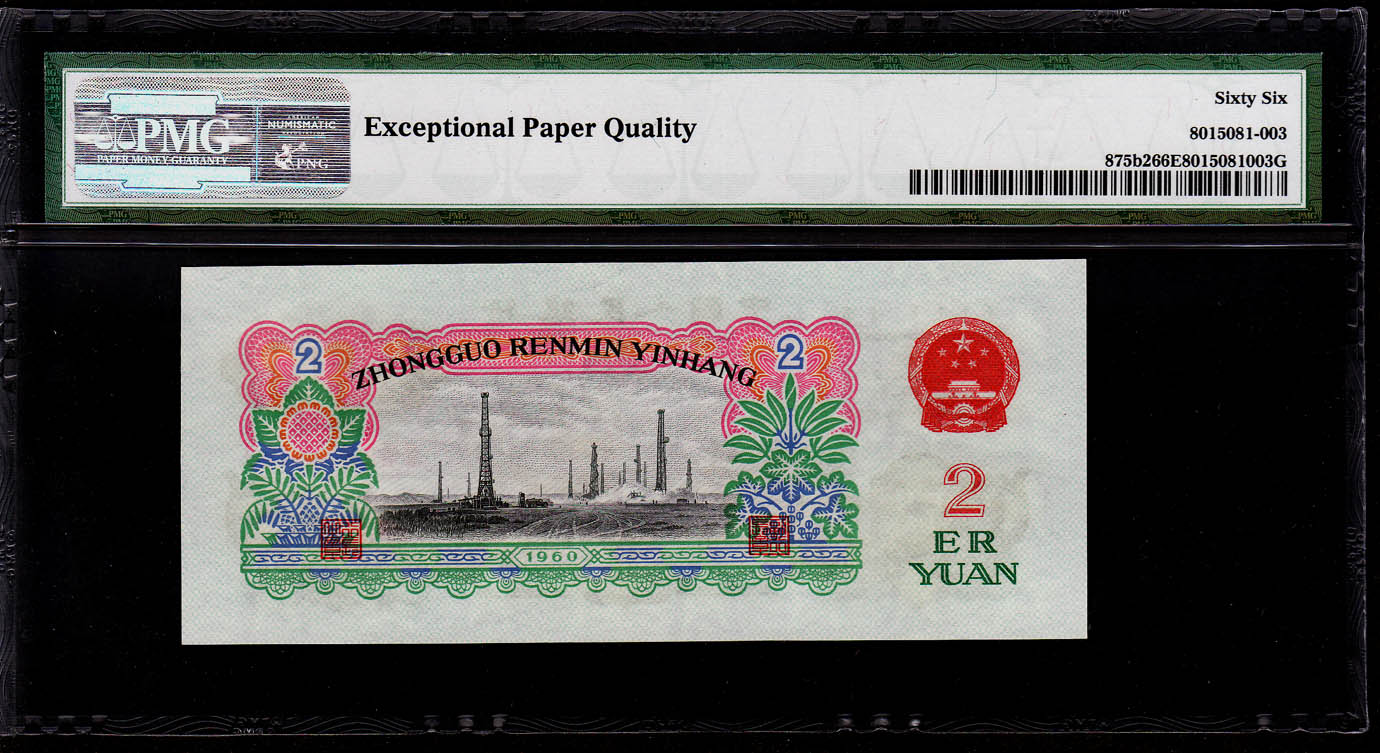 PMG
PAPER MONEY GUARANTY
NUMISMATIC
PNG
Exceptional Paper Quality
Sixty Six
8015081-003
875b266E8015081003G
ZHONGGUO RENMIN YINHANG
2
2
1960
2
ER
YUAN